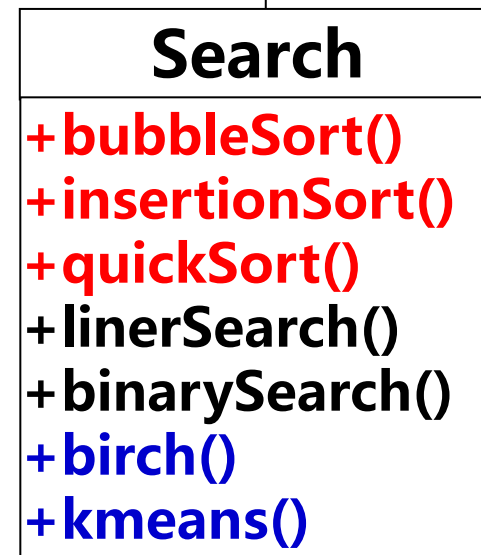 Search
+bubbleSort()
+insertionSort()
+quickSort()
+linerSearch()
+binarySearch()
+birch()
+kmeans()